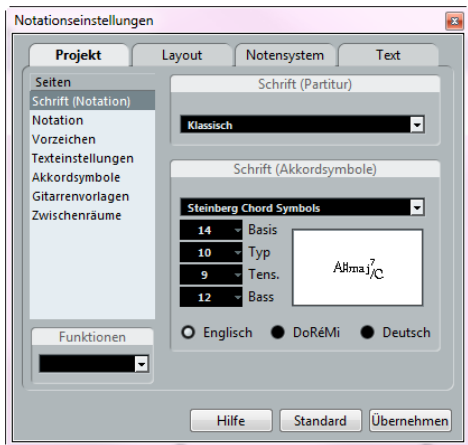 Notationseinstellungen
Projekt Layout Notensystem Text
Seiten
Schrift (Notation)
Notation
Vorzeichen
Texteinstellungen
Akkordsymbole
Gitarrenvorlagen
Zwischenräume
Funktionen
Schrift (Partitur)
Klassisch
Schrift (Akkordsymbole)
Steinberg Chord Symbols
14 Basis
10 Typ
9 Tens.
12 Bass
A#maj7/C
Englisch DoRéMi Deutsch
Hilfe Standard Übernehmen